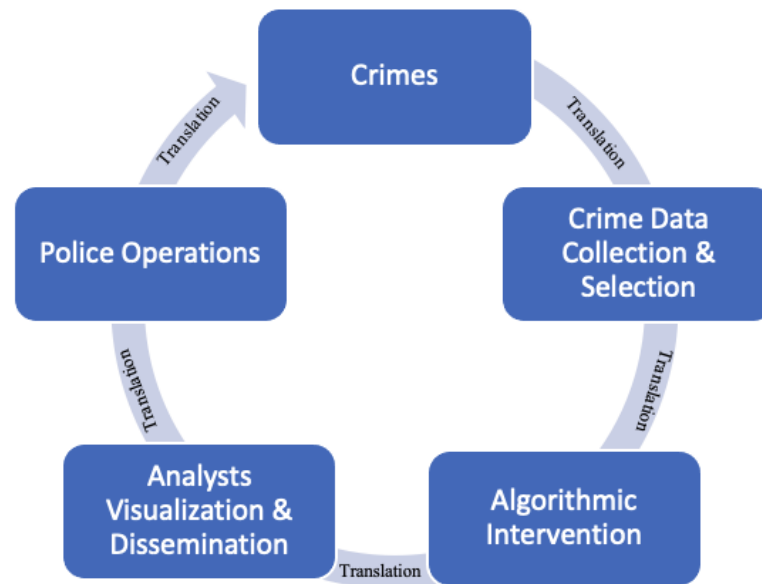 Crimes
Translation
Crime Data
Collection &
Selection
Translation
Algorithmic
Intervention
Translation
Analysts
Visualization &
Dissemination
Translation
Police Operations
Translation